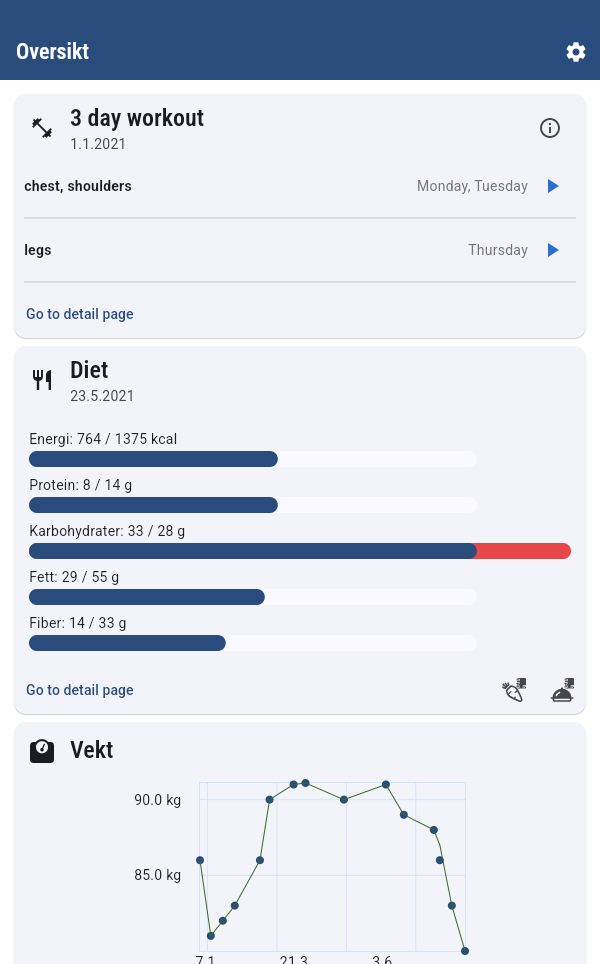 Oversikt
3 day workout
1.1.2021
chest, shoulders Monday, Tuesday
legs Thursday
Go to detail page
Diet
23.5.2021
Energi: 764 / 1375 kcal
Protein: 8 / 14 g
Karbohydrater: 33 / 28 g
Fett: 29 / 55 g
Fiber: 14 / 33 g
Go to detail page
Vekt
90.0 kg
85.0 kg
7.1 21.3 3.6